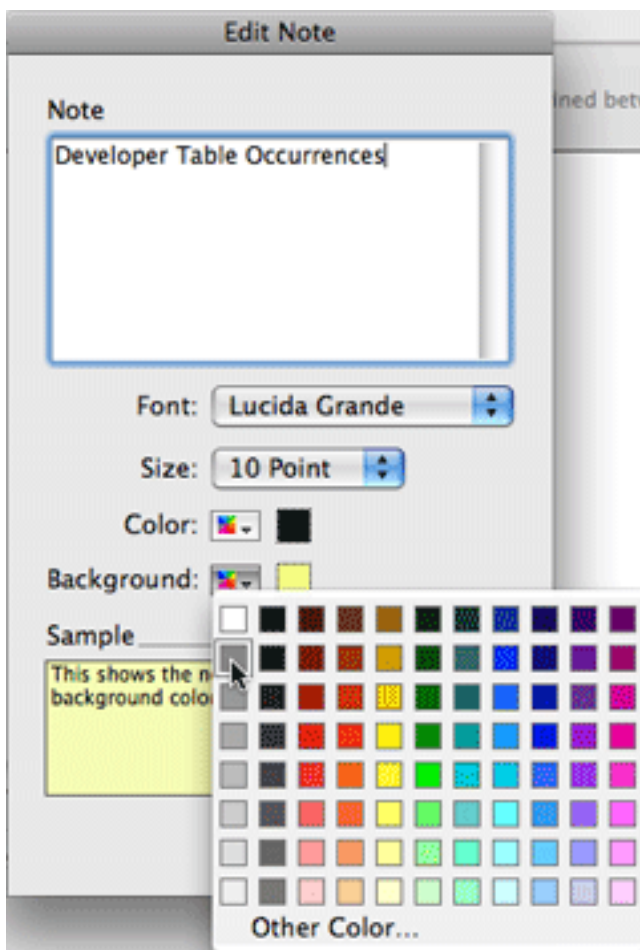 Edit Note
Note
Developer Table Occurrences
Font: Lucida Grande
Size: 10 Point
Color:
Background:
Sample
This shows the
background
Other Color...